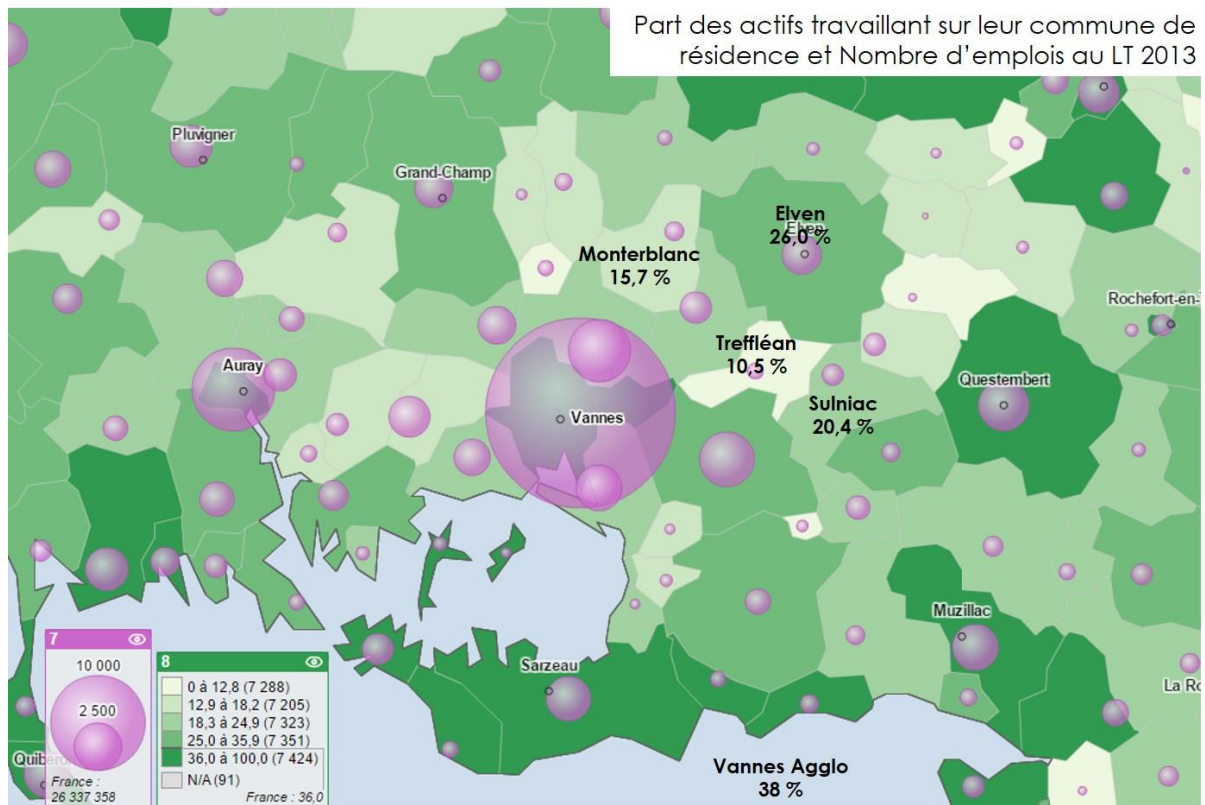 Part des actifs travaillant sur leur commune de
résidence et Nombre d'emplois au LT 2013
Pluvigner
Grand-Champ
Elven
Elven
26,0 %
Monterblanc
15,7 %
Rochefort-en-
Treffléan
10,5 %
Auray
Questembert
Sulniac
20,4 %
Vannes
Muzillac
Sarzeau
La Ro
Vannes Agglo
38 %
Quiberon
7
10 000
2 500
France :
26 337 358
8
0 à 12,8 (7 288)
12,9 à 18,2 (7 205)
18,3 à 24,9 (7 323)
25,0 à 35,9 (7 351)
36,0 à 100,0 (7 424)
N/A (91)
France : 36,0